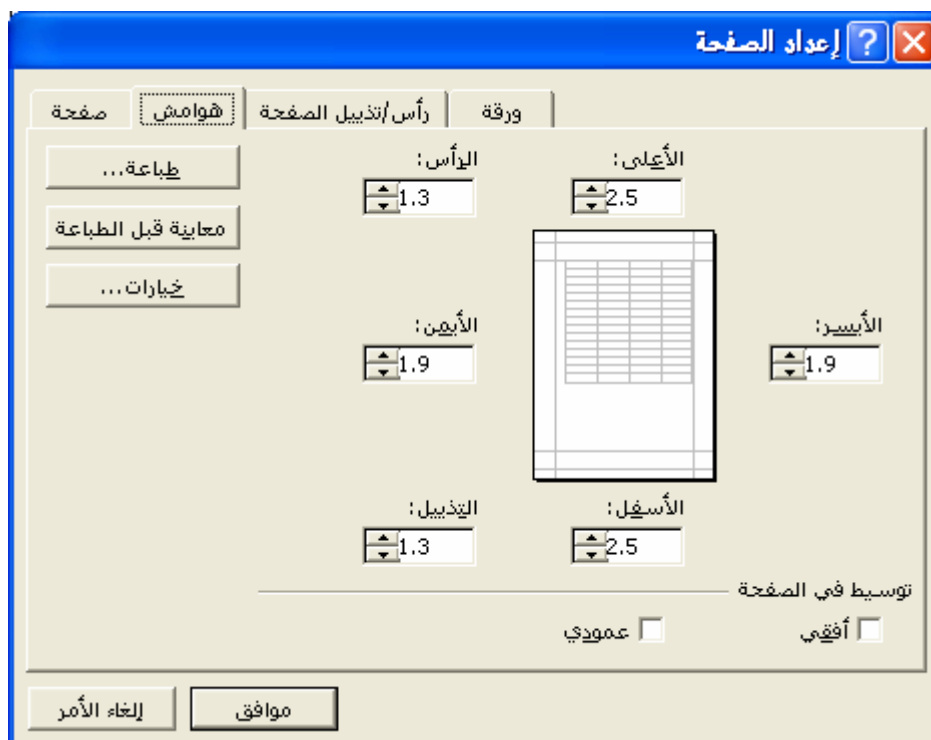 إعداد الصفحة
صفحة هوامش رأس/تذييل الصفحة ورقة
الأعلى: الرأس: طباعة...
2.5 1.3
معاينة قبل الطباعة
خيارات...
الأيسر: الأيمن:
1.9 1.9
الأسفل: التذييل:
2.5 1.3
توسيط في الصفحة
أفقي عمودي
موافق إلغاء الأمر